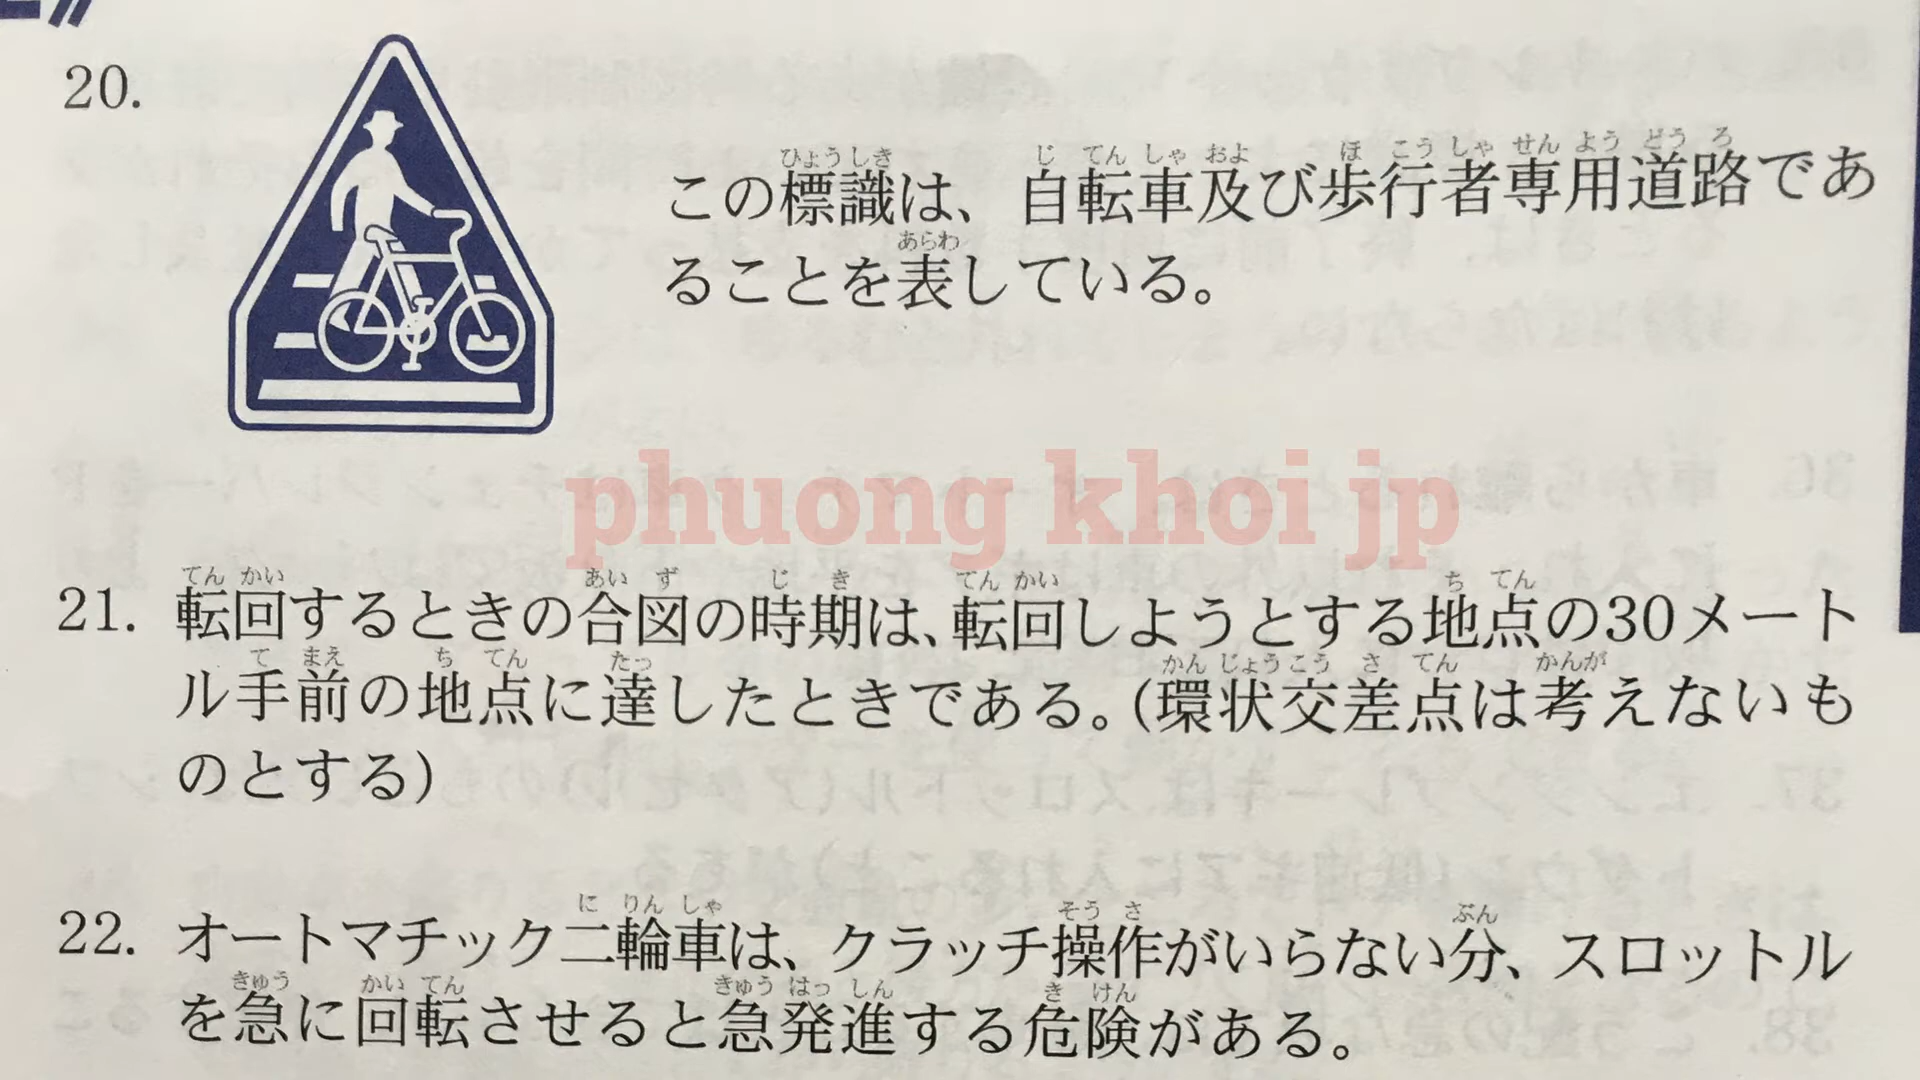 20.
この標識は、自転車及び歩行者専用道路であ
ることを表している。
phuong khoi jp
21. 転回するときの合図の時期は、転回しようとする地点の30メート
ル手前の地点に達したときである。(環状交差点は考えないも
のとする)
22. オートマチック二輪車は、クラッチ操作がいらない分、スロットル
を急に回転させると急発進する危険がある。